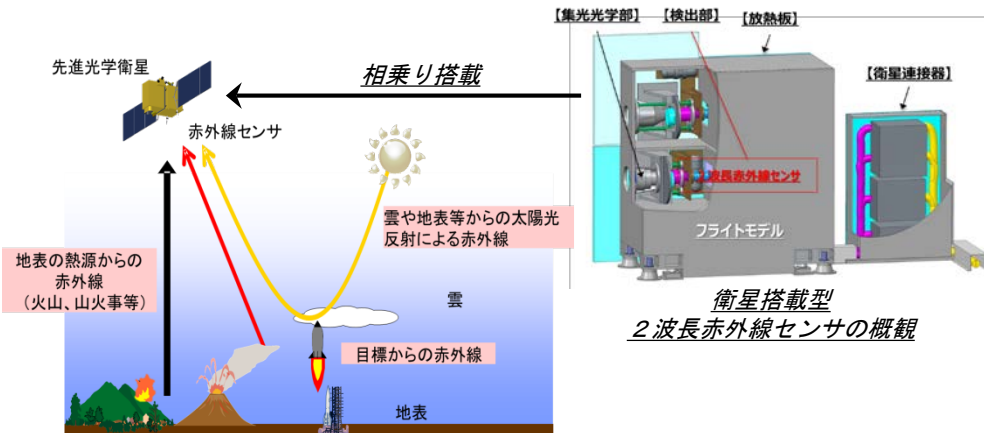 先進光学衛星
相乗り搭載
赤外線センサ
雲や地表等からの太陽光
反射による赤外線
地表の熱源からの
赤外線
（火山、山火事等）
雲
目標からの赤外線
地表
【集光光学部】
【検出部】
【放熱板】
【衛星連接器】
２波長赤外線センサ
フライトモデル
衛星搭載型
２波長赤外線センサの概観